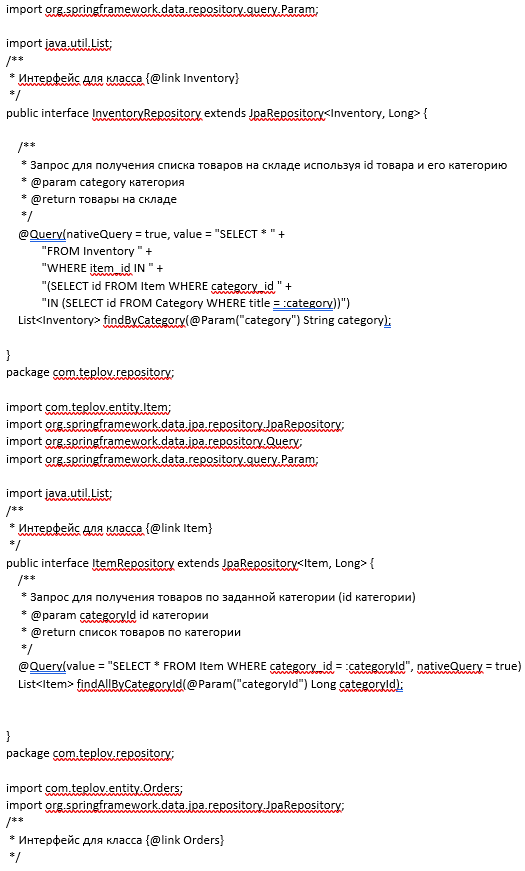 import org.springframework.data.repository.query.Param;

import java.util.List;
/**
 * Интерфейс для класса {@link Inventory}
 */
public interface InventoryRepository extends JpaRepository<Inventory, Long> {

    /**
     * Запрос для получения списка товаров на складе используя id товара и его категорию
     * @param category категория
     * @return товары на складе
     */
    @Query(nativeQuery = true, value = "SELECT * " +
            "FROM Inventory " +
            "WHERE item_id IN " +
            "(SELECT id FROM Item WHERE category_id " +
            "IN (SELECT id FROM Category WHERE title = :category))")
    List<Inventory> findByCategory(@Param("category") String category);

}
package com.teplov.repository;

import com.teplov.entity.Item;
import org.springframework.data.jpa.repository.JpaRepository;
import org.springframework.data.jpa.repository.Query;
import org.springframework.data.repository.query.Param;

import java.util.List;
/**
 * Интерфейс для класса {@link Item}
 */
public interface ItemRepository extends JpaRepository<Item, Long> {
    /**
     * Запрос для получения товаров по заданной категории (id категории)
     * @param categoryId id категории
     * @return список товаров по категории
     */
    @Query(value = "SELECT * FROM Item WHERE category_id = :categoryId", nativeQuery = true)
    List<Item> findAllByCategoryId(@Param("categoryId") Long categoryId);


}
package com.teplov.repository;

import com.teplov.entity.Orders;
import org.springframework.data.jpa.repository.JpaRepository;
/**
 * Интерфейс для класса {@link Orders}
 */